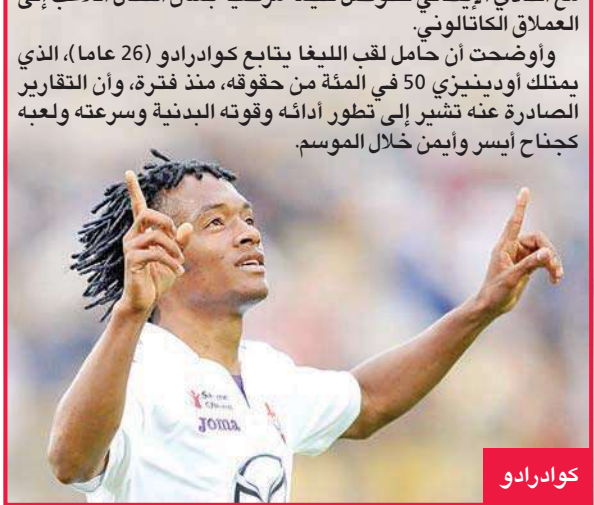 العملاق الكاتالوني.
وأوضحت أن حامل لقب الليغا يتابع كوادرادو (26 عاما)، الذي
يمتلك أودينيزي 50 في المئة من حقوقه، منذ فترة، وأن التقارير
الصادرة عنه تشير إلى تطور أدائه وقوته البدنية وسرعته ولعبه
كجناح أيسر وأيمن خلال الموسم.
Joma
كوادرادو